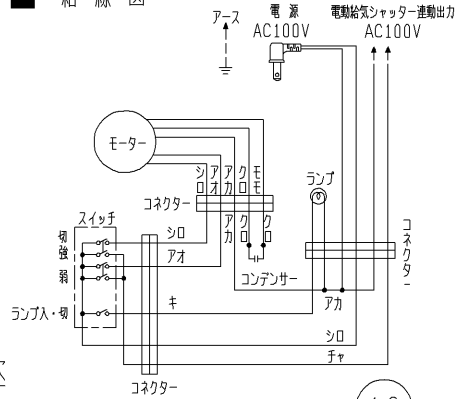 結線図
アース
電源
AC100V
電動給気シャッター連動出力
AC100V
モーター
シロ
アオ
アカ
クロ
モモ
ランプ
コネクター
アカ
クロ
クロ
コンデンサー
コネクター
スイッチ
切
強
弱
ランプ入・切
シロ
アオ
キ
アカ
シロ
チャ
コネクター